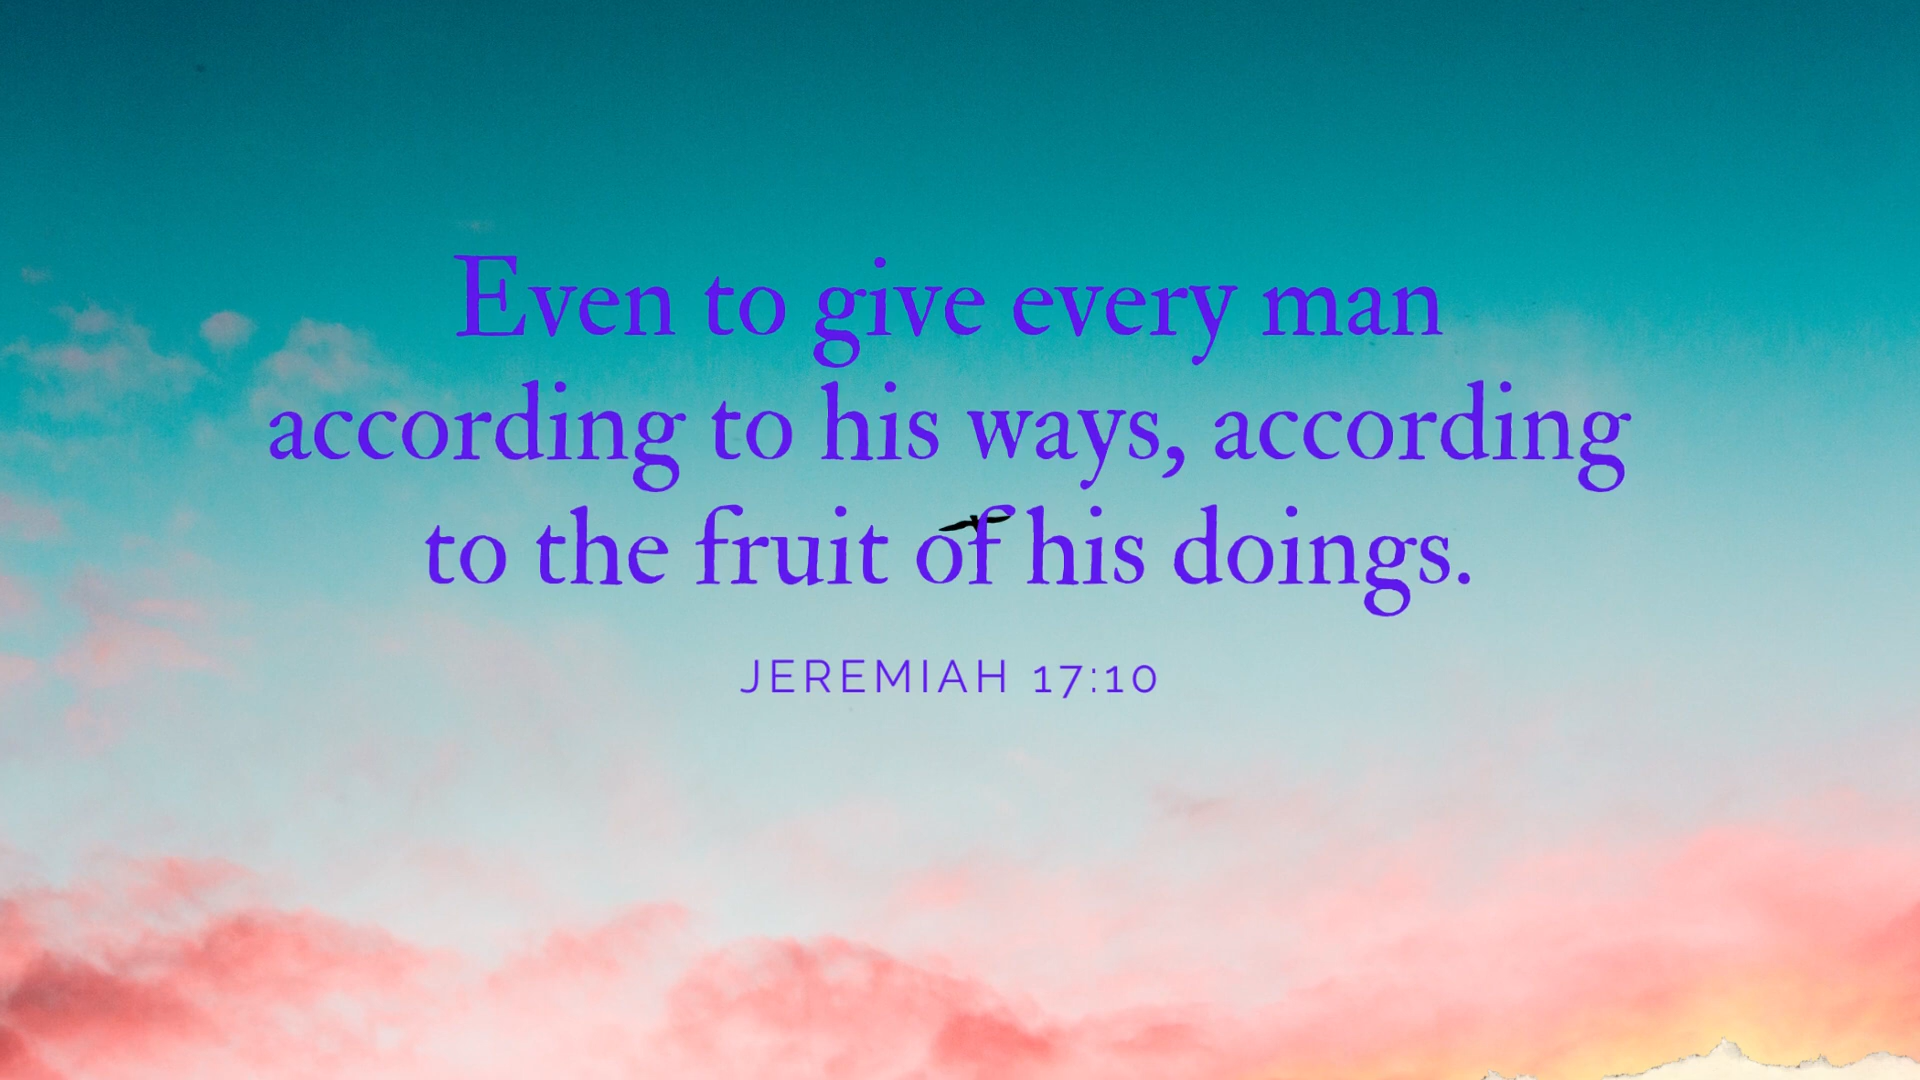 Even to give every man
according to his ways, according
to the fruit of his doings.
JEREMIAH 17:10